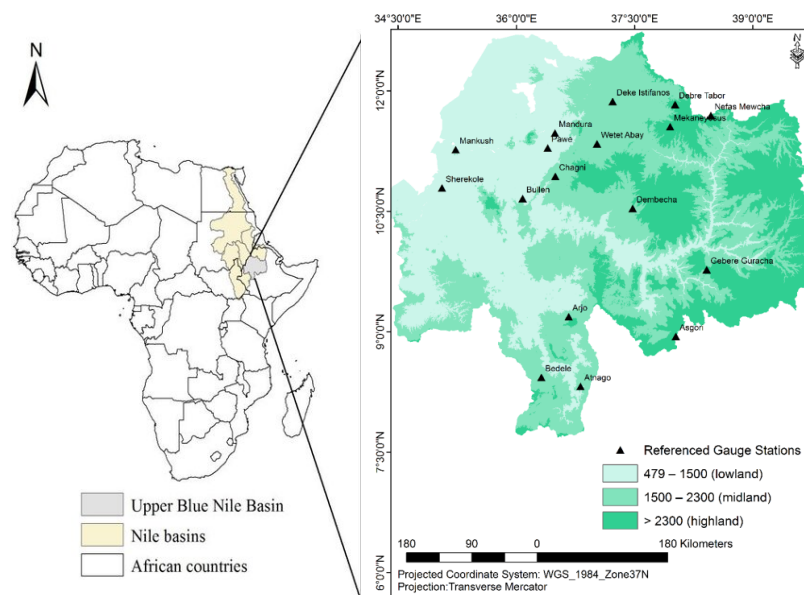 N
Upper Blue Nile Basin
Nile basins
African countries
34°30'0"E
36°0'0"E
37°30'0"E
39°0'0"E
N
12°0'0"N
10°30'0"N
9°0'0"N
7°30'0"N
6°0'0"N
Deke Istifanos
Debre Tabor
Nefas Mewcha
Mekaneyesus
Mandura
Pawe
Wetet Abay
Mankush
Chagni
Sherekole
Bullen
Dembecha
Gebere Guracha
Arjo
Asgori
Bedele
Atnago
Referenced Gauge Stations
479 – 1500 (lowland)
1500 – 2300 (midland)
> 2300 (highland)
180 90 0 180 Kilometers
Projected Coordinate System: WGS_1984_Zone37N
Projection:Transverse Mercator